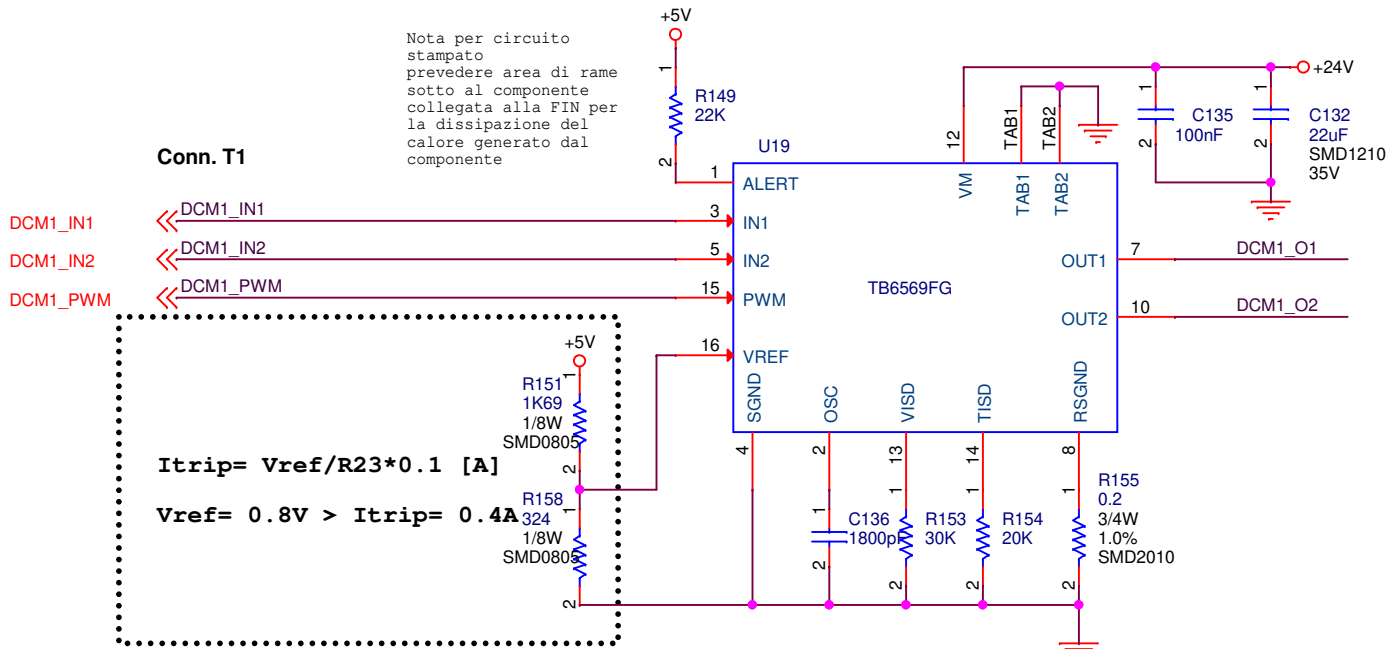 Nota per circuito
stampato
prevedere area di rame
sotto al componente
collegata alla FIN per
la dissipazione del
calore generato dal
componente
+5V
1
R149
22K
2
+24V
1
C135
100nF
2
1
C132
22uF
SMD1210
35V
2
Conn. T1
U19
12
TAB1
TAB2
1
ALERT
VM
TAB1
TAB2
DCM1_IN1
DCM1_IN1
3
IN1
DCM1_IN2
DCM1_IN2
5
IN2
OUT1
7
DCM1_O1
DCM1_PWM
DCM1_PWM
15
PWM
TB6569FG
OUT2
10
DCM1_O2
16
VREF
SGND
OSC
VISD
TISD
RSGND
4
2
13
14
8
+5V
1
R151
1K69
1/8W
SMD0805
2
Itrip= Vref/R23*0.1 [A]
Vref= 0.8V > Itrip= 0.4A
1
R158
324
1/8W
SMD0805
2
1
C136
1800pF
2
1
R153
30K
2
1
R154
20K
2
1
R155
0.2
3/4W
1.0%
SMD2010
2